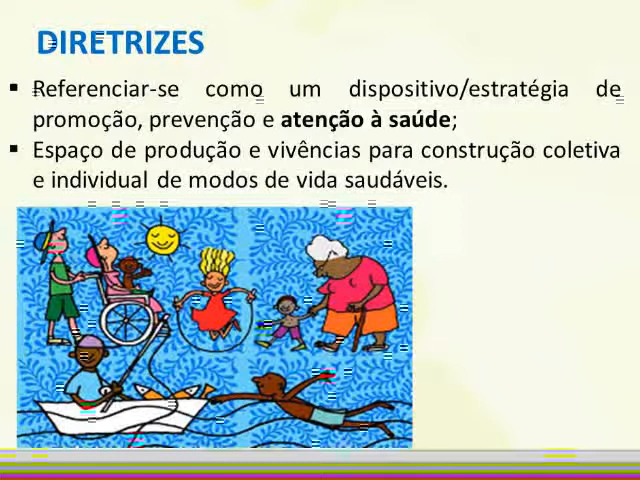 DIRETRIZES
▪ Referenciar-se como um dispositivo/estratégia de
promoção, prevenção e atenção à saúde;
▪ Espaço de produção e vivências para construção coletiva
e individual de modos de vida saudáveis.